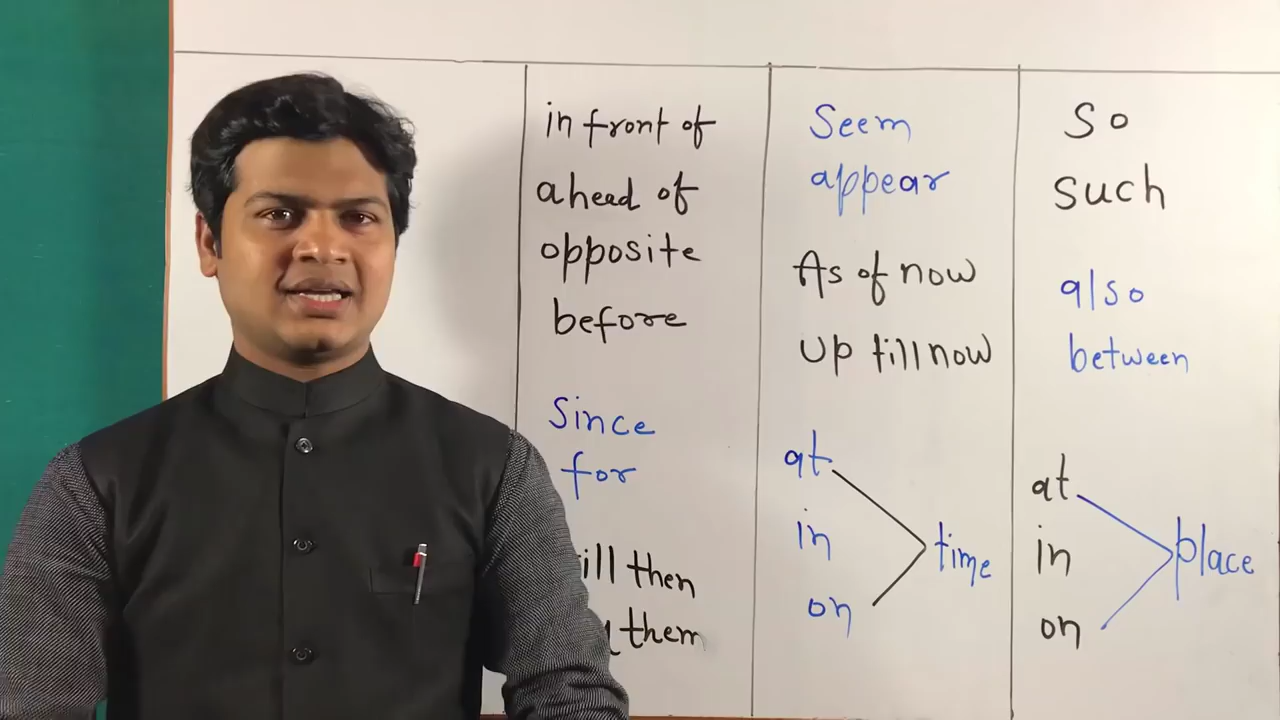 in front of
ahead of
opposite
before
Since
for
ill then
them
Seem
appear
As of now
Up till now
at
in
on
time
So
such
also
between
at
in
on
place